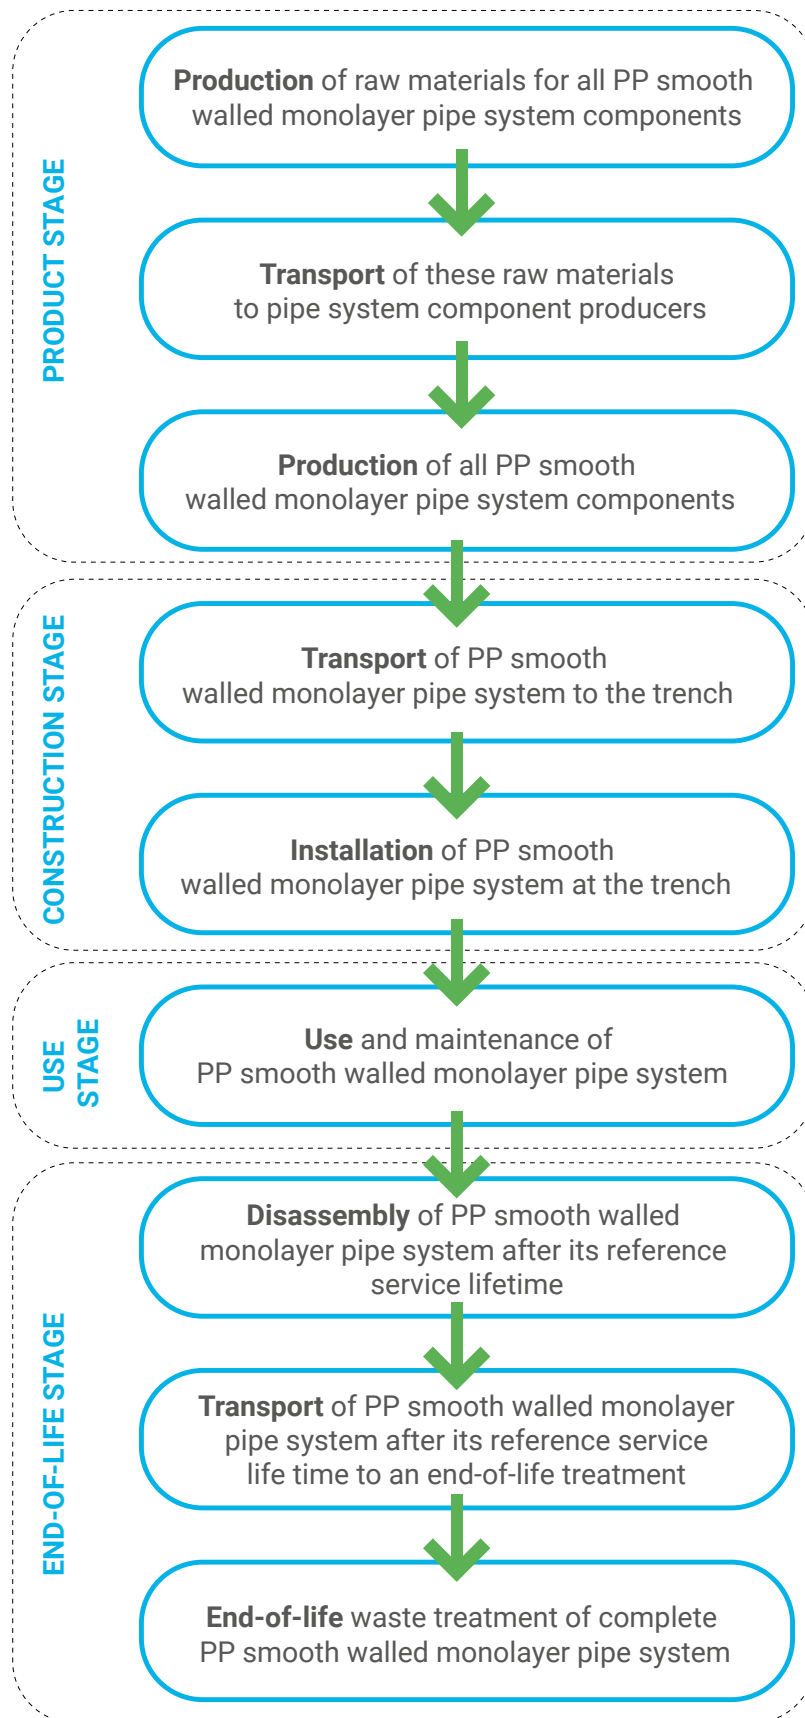 PRODUCT STAGE
Production of raw materials for all PP smooth
walled monolayer pipe system components
Transport of these raw materials
to pipe system component producers
Production of all PP smooth
walled monolayer pipe system components
CONSTRUCTION STAGE
Transport of PP smooth
walled monolayer pipe system to the trench
Installation of PP smooth
walled monolayer pipe system at the trench
USE
STAGE
Use and maintenance of
PP smooth walled monolayer pipe system
END-OF-LIFE STAGE
Disassembly of PP smooth walled
monolayer pipe system after its reference
service lifetime
Transport of PP smooth walled monolayer
pipe system after its reference service
life time to an end-of-life treatment
End-of-life waste treatment of complete
PP smooth walled monolayer pipe system